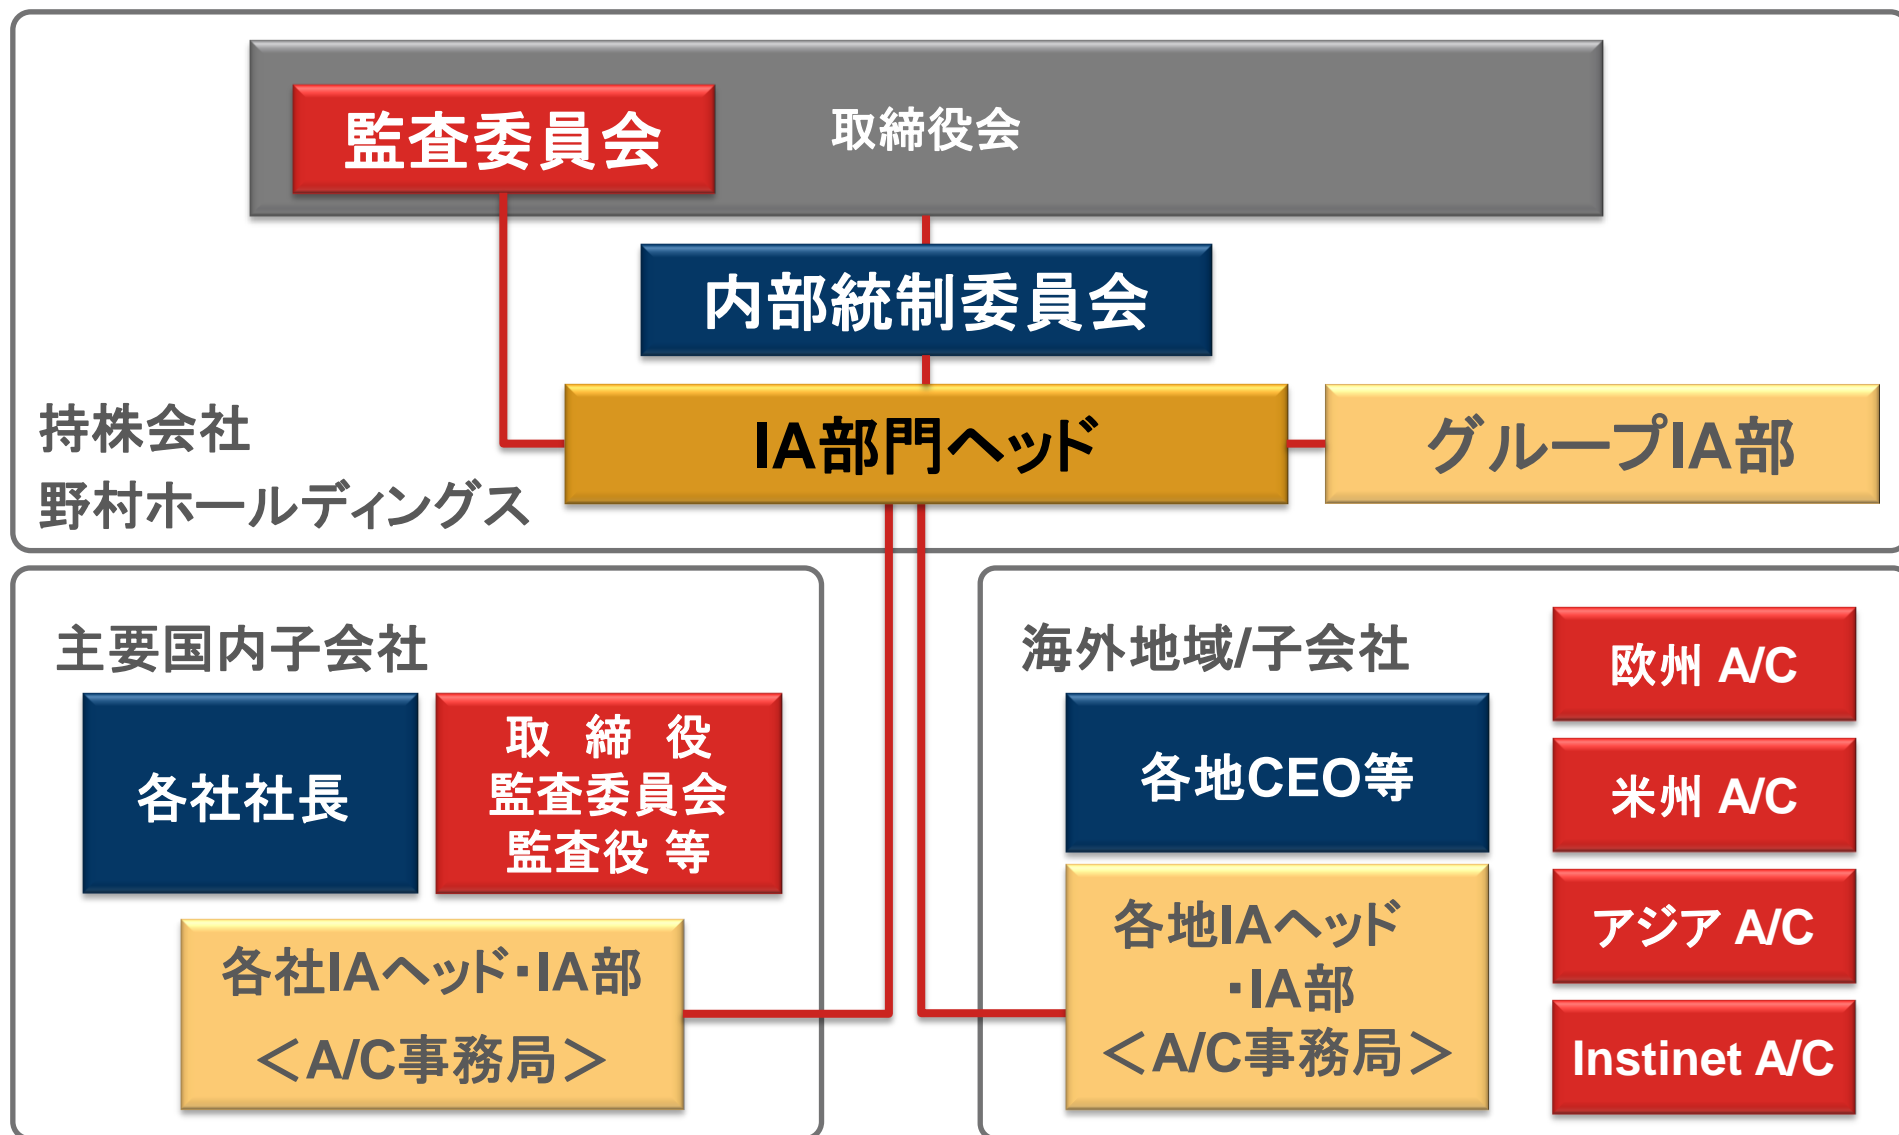 監査委員会
取締役会
内部統制委員会
IA部門ヘッド
グループIA部
持株会社
野村ホールディングス
主要国内子会社
各社社長
取 締 役
監査委員会
監査役 等
各社IAヘッド・IA部
＜A/C事務局＞
海外地域/子会社
各地CEO等
各地IAヘッド
・IA部
＜A/C事務局＞
欧州 A/C
米州 A/C
アジア A/C
Instinet A/C